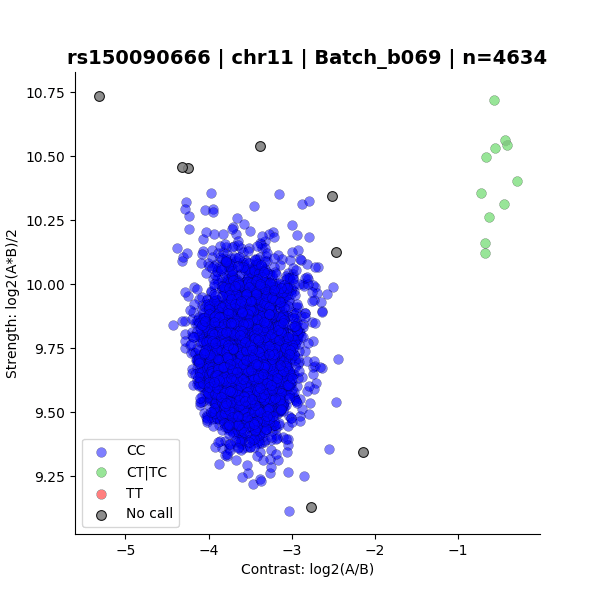 rs150090666 | chr11 | Batch_b069 | n=4634
Strength: log2(A*B)/2
10.75
10.50
10.25
10.00
9.75
9.50
9.25
CC
CT|TC
TT
No call
−5
−4
−3
−2
−1
Contrast: log2(A/B)